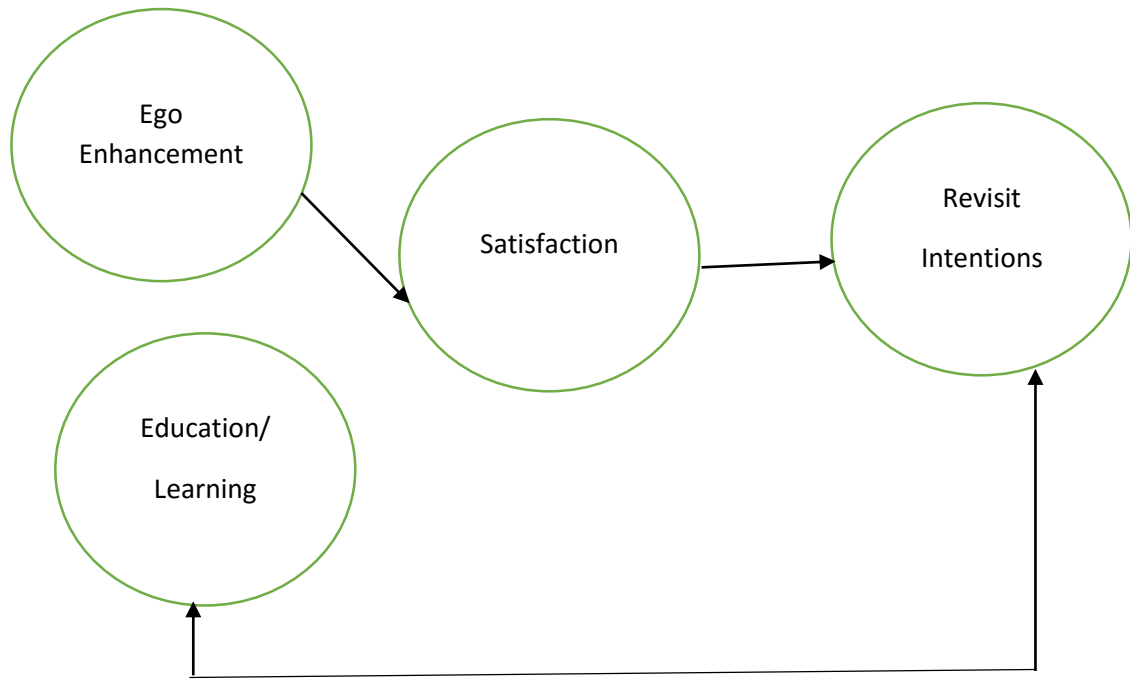 Ego
Enhancement
Satisfaction
Revisit
Intentions
Education/
Learning